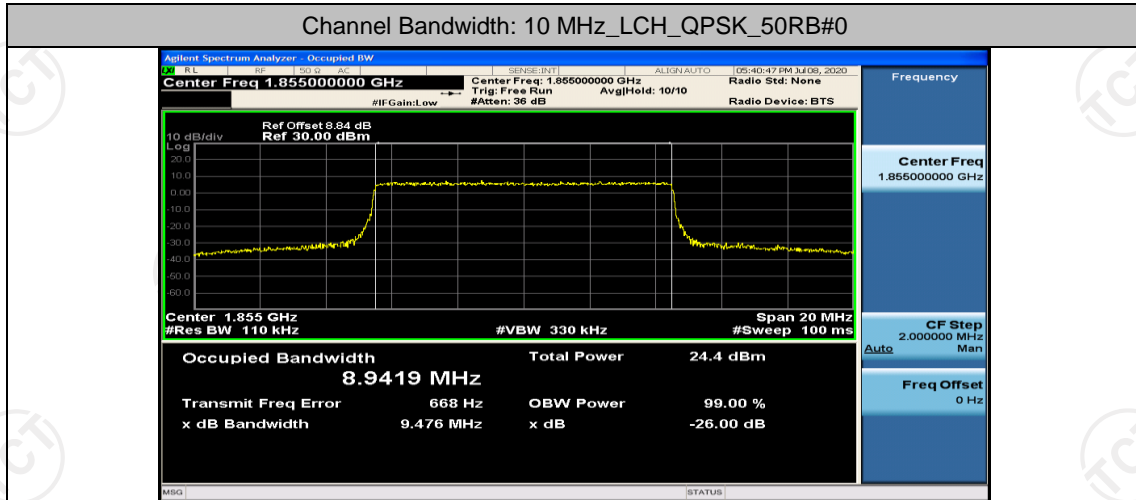 Channel Bandwidth: 10 MHz_LCH_QPSK_50RB#0
Agilent Spectrum Analyzer - Occupied BW
LXI RL RF 50 Ω AC SENSE:INT ALIGN AUTO 05:40:47 PM Jul 08, 2020
Center Freq 1.855000000 GHz
Center Freq: 1.855000000 GHz
Radio Std: None
Trig: Free Run Avg|Hold: 10/10
#IFGain:Low #Atten: 36 dB Radio Device: BTS
Ref Offset 8.84 dB
10 dB/div Ref 30.00 dBm
Log
20.0
10.0
0.00
-10.0
-20.0
-30.0
-40.0
-50.0
-60.0
Center 1.855 GHz Span 20 MHz
#Res BW 110 kHz #VBW 330 kHz #Sweep 100 ms
Occupied Bandwidth Total Power 24.4 dBm
8.9419 MHz
Transmit Freq Error 668 Hz OBW Power 99.00 %
x dB Bandwidth 9.476 MHz x dB -26.00 dB
MSG STATUS
Frequency
Center Freq
1.855000000 GHz
CF Step
2.000000 MHz
Auto Man
Freq Offset
0 Hz
TCT
TCT
TCT
TCT